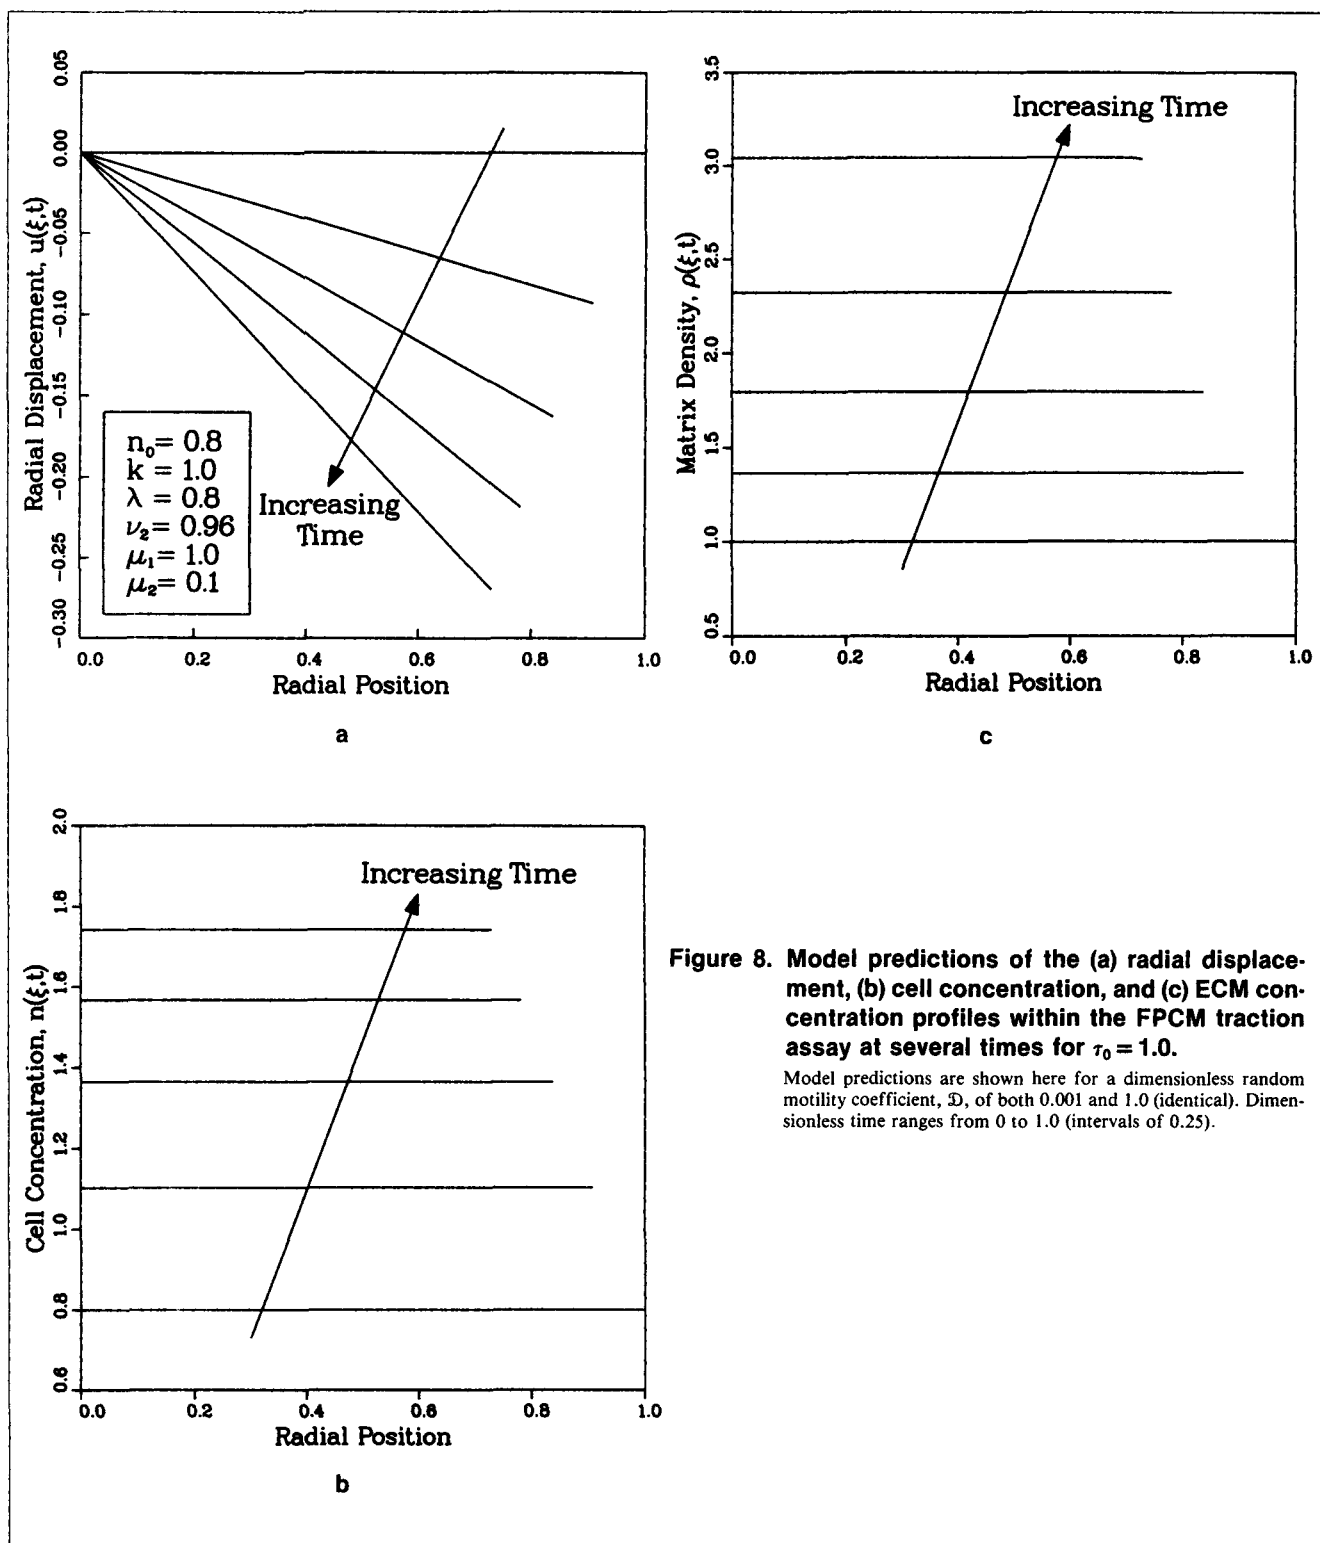 0.05
0.00
−0.05
−0.10
−0.15
−0.20
−0.25
−0.30
Radial Displacement, u(ξ,t)
n₀= 0.8
k = 1.0
λ = 0.8
ν₂= 0.96
μ₁= 1.0
μ₂= 0.1
Increasing
Time
0.0 0.2 0.4 0.6 0.8 1.0
Radial Position
a
3.5
3.0
2.5
2.0
1.5
1.0
0.5
Matrix Density, ρ(ξ,t)
Increasing Time
0.0 0.2 0.4 0.6 0.8 1.0
Radial Position
c
2.0
1.8
1.6
1.4
1.2
1.0
0.8
0.6
Cell Concentration, n(ξ,t)
Increasing Time
0.0 0.2 0.4 0.6 0.8 1.0
Radial Position
b
Figure 8. Model predictions of the (a) radial displace-
ment, (b) cell concentration, and (c) ECM con-
centration profiles within the FPCM traction
assay at several times for τ₀ = 1.0.
Model predictions are shown here for a dimensionless random
motility coefficient, 𝔇, of both 0.001 and 1.0 (identical). Dimen-
sionless time ranges from 0 to 1.0 (intervals of 0.25).